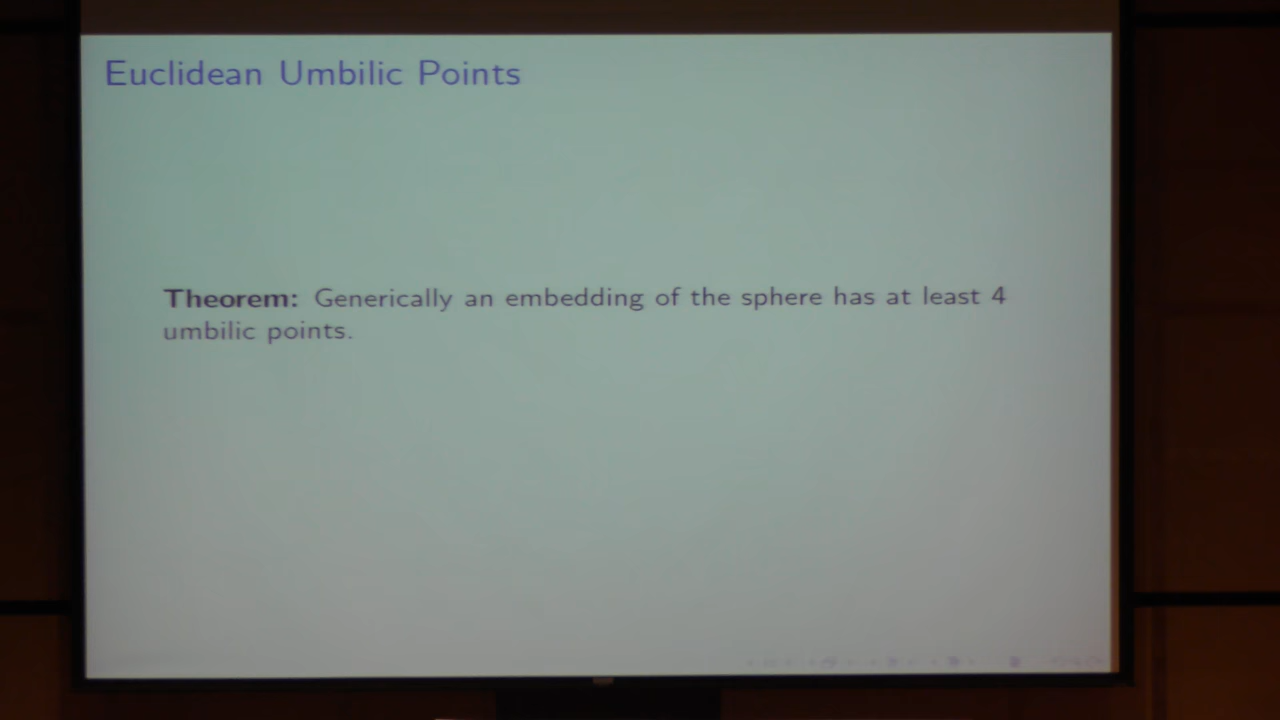 Euclidean Umbilic Points
Theorem: Generically an embedding of the sphere has at least 4
umbilic points.